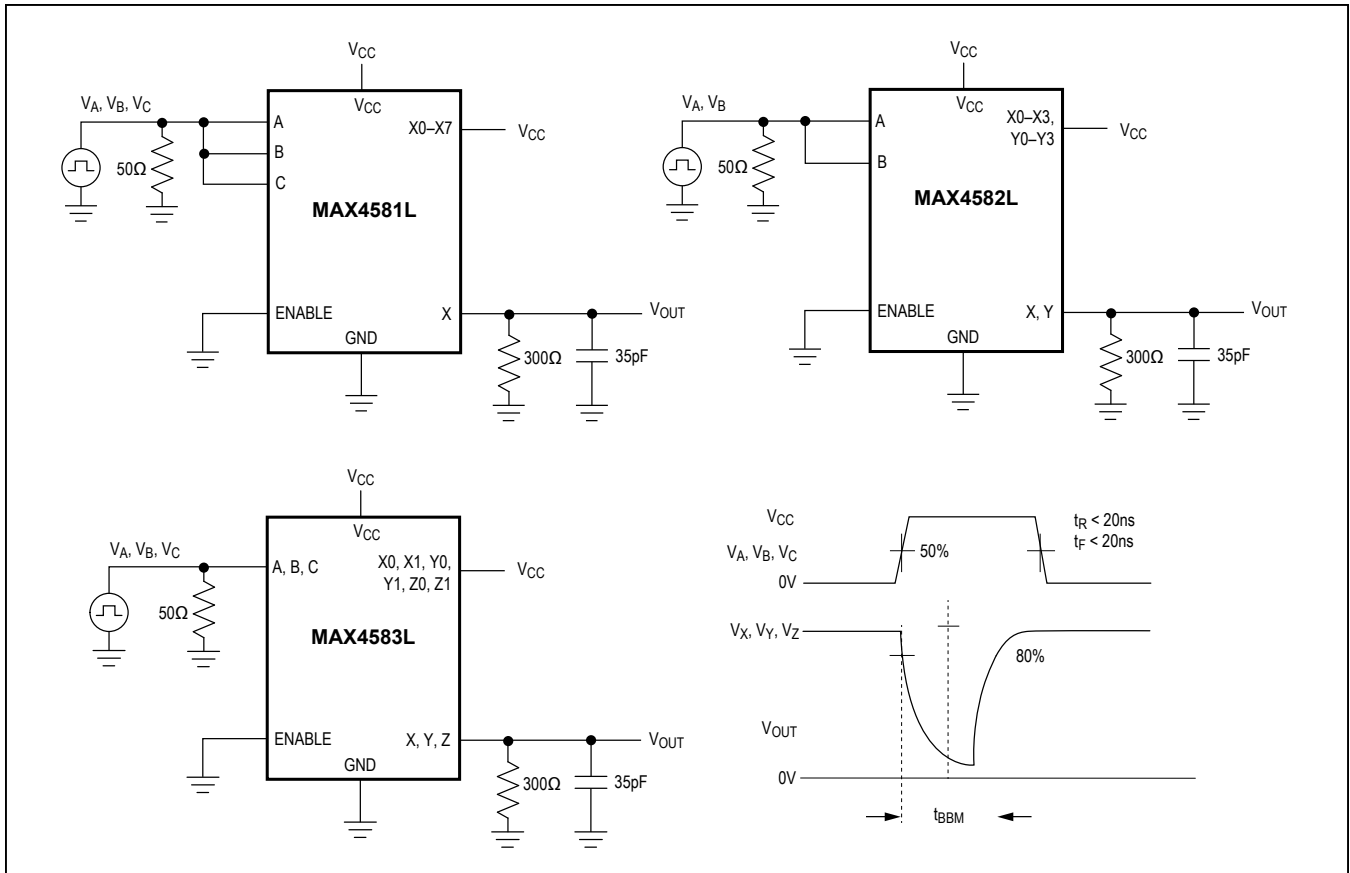 VCC
VCC
VA, VB, VC
A
B
C
X0–X7
VCC
50Ω
MAX4581L
ENABLE
X
VOUT
GND
300Ω
35pF
VCC
VCC
VA, VB
A
B
X0–X3,
Y0–Y3
VCC
50Ω
MAX4582L
ENABLE
X, Y
VOUT
GND
300Ω
35pF
VCC
VCC
VA, VB, VC
A, B, C
X0, X1, Y0,
Y1, Z0, Z1
VCC
50Ω
MAX4583L
ENABLE
X, Y, Z
VOUT
GND
300Ω
35pF
VCC
tR < 20ns
tF < 20ns
VA, VB, VC
50%
0V
VX, VY, VZ
80%
VOUT
0V
tBBM